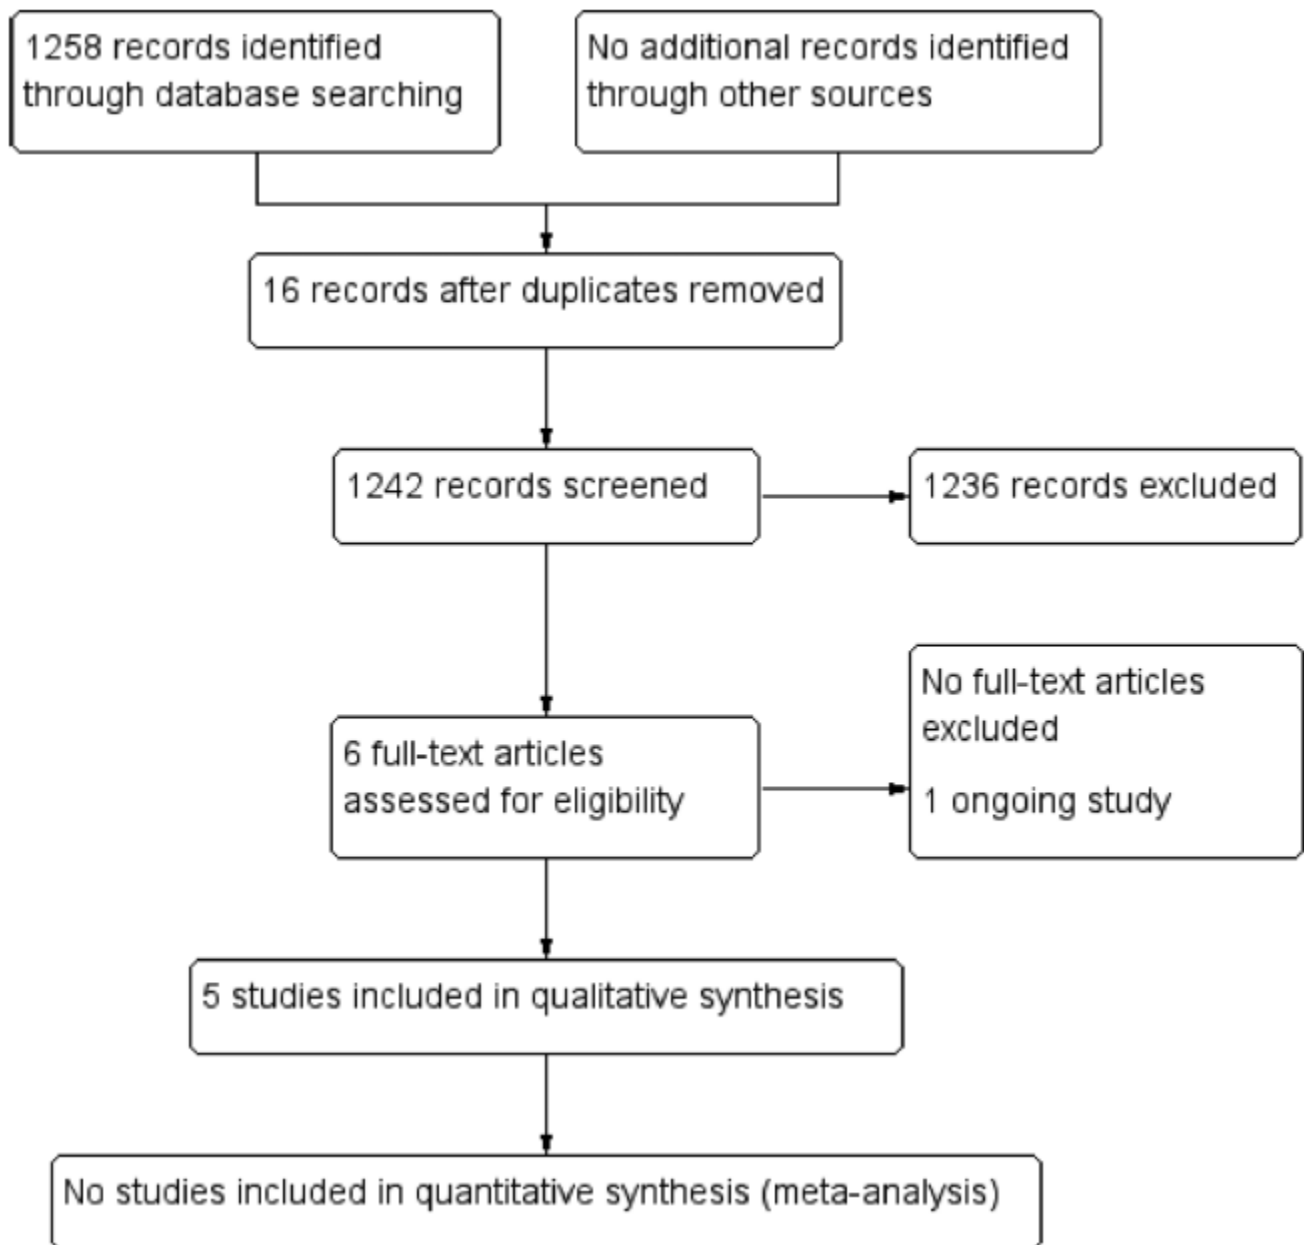 1258 records identified
through database searching
No additional records identified
through other sources
16 records after duplicates removed
1242 records screened
1236 records excluded
6 full-text articles
assessed for eligibility
No full-text articles
excluded
1 ongoing study
5 studies included in qualitative synthesis
No studies included in quantitative synthesis (meta-analysis)